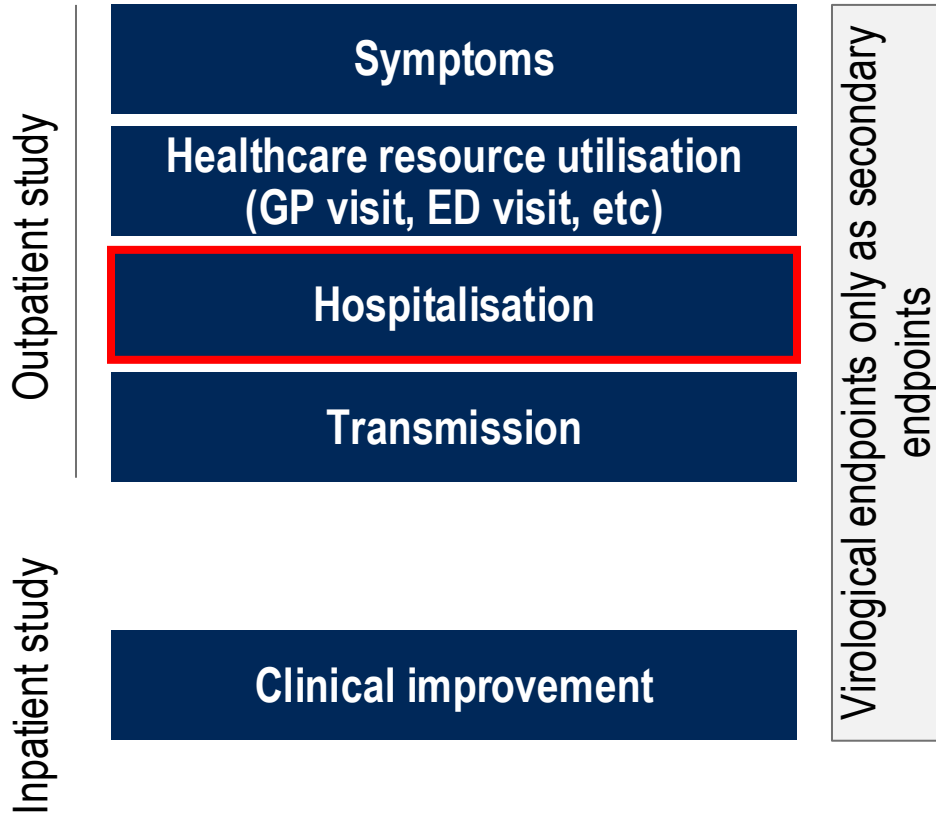 Outpatient study
Symptoms
Healthcare resource utilisation
(GP visit, ED visit, etc)
Hospitalisation
Transmission
Inpatient study
Clinical improvement
Virological endpoints only as secondary
endpoints